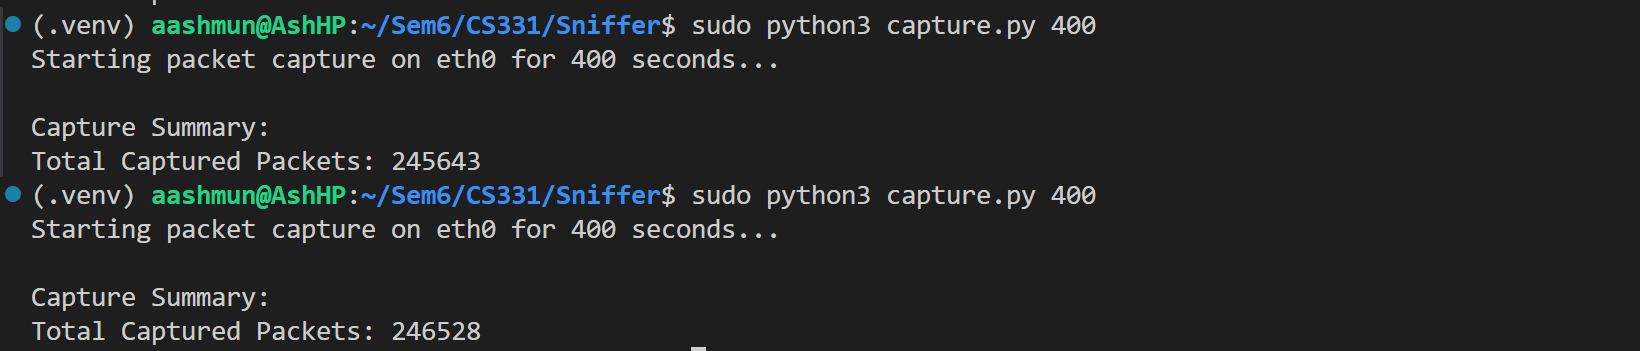 (.venv) aashmun@AshHP:~/Sem6/CS331/Sniffer$ sudo python3 capture.py 400
Starting packet capture on eth0 for 400 seconds...
Capture Summary:
Total Captured Packets: 245643
(.venv) aashmun@AshHP:~/Sem6/CS331/Sniffer$ sudo python3 capture.py 400
Starting packet capture on eth0 for 400 seconds...
Capture Summary:
Total Captured Packets: 246528